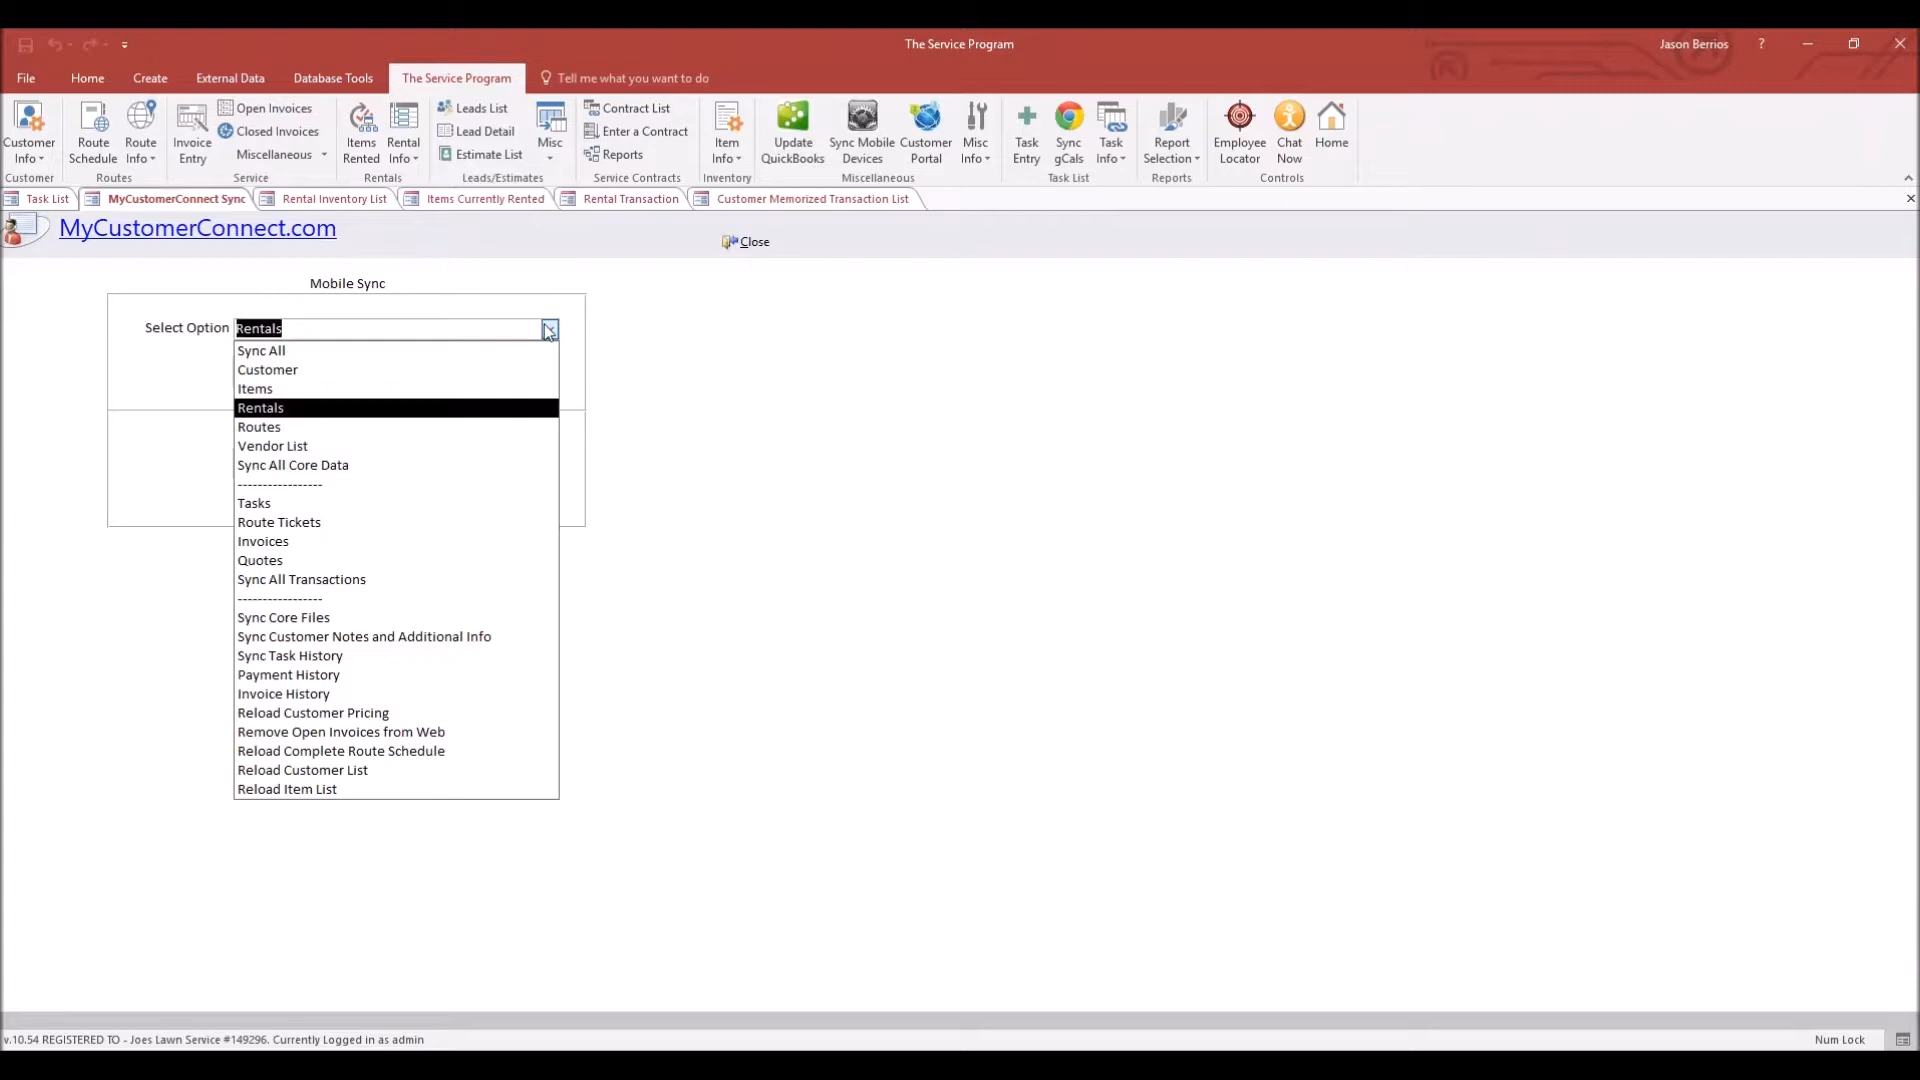 The Service Program
Jason Berrios
?
File Home Create External Data Database Tools The Service Program Tell me what you want to do
Customer Info
Customer
Route Schedule
Route Info
Routes
Invoice Entry
Open Invoices
Closed Invoices
Miscellaneous
Service
Items Rented
Rental Info
Rentals
Leads List
Lead Detail
Estimate List
Misc
Leads/Estimates
Contract List
Enter a Contract
Reports
Service Contracts
Item Info
Inventory
Update QuickBooks
Sync Mobile Devices
Customer Portal
Misc Info
Miscellaneous
Task Entry
Sync gCals
Task Info
Task List
Report Selection
Reports
Employee Locator
Chat Now
Home
Controls
Task List MyCustomerConnect Sync Rental Inventory List Items Currently Rented Rental Transaction Customer Memorized Transaction List
MyCustomerConnect.com
Close
Mobile Sync
Select Option Rentals
Sync All
Customer
Items
Rentals
Routes
Vendor List
Sync All Core Data
-----------------
Tasks
Route Tickets
Invoices
Quotes
Sync All Transactions
-----------------
Sync Core Files
Sync Customer Notes and Additional Info
Sync Task History
Payment History
Invoice History
Reload Customer Pricing
Remove Open Invoices from Web
Reload Complete Route Schedule
Reload Customer List
Reload Item List
v.10.54 REGISTERED TO - Joes Lawn Service #149296. Currently Logged in as admin
Num Lock